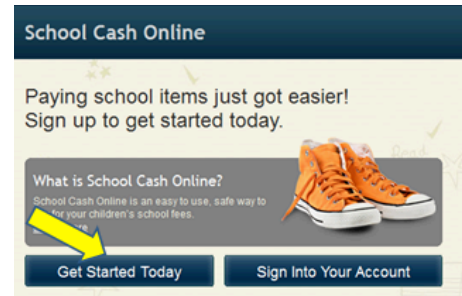 School Cash Online
Paying school items just got easier!
Sign up to get started today.
What is School Cash Online?
School Cash Online is an easy to use, safe way to
for your children's school fees.
Get Started Today
Sign Into Your Account